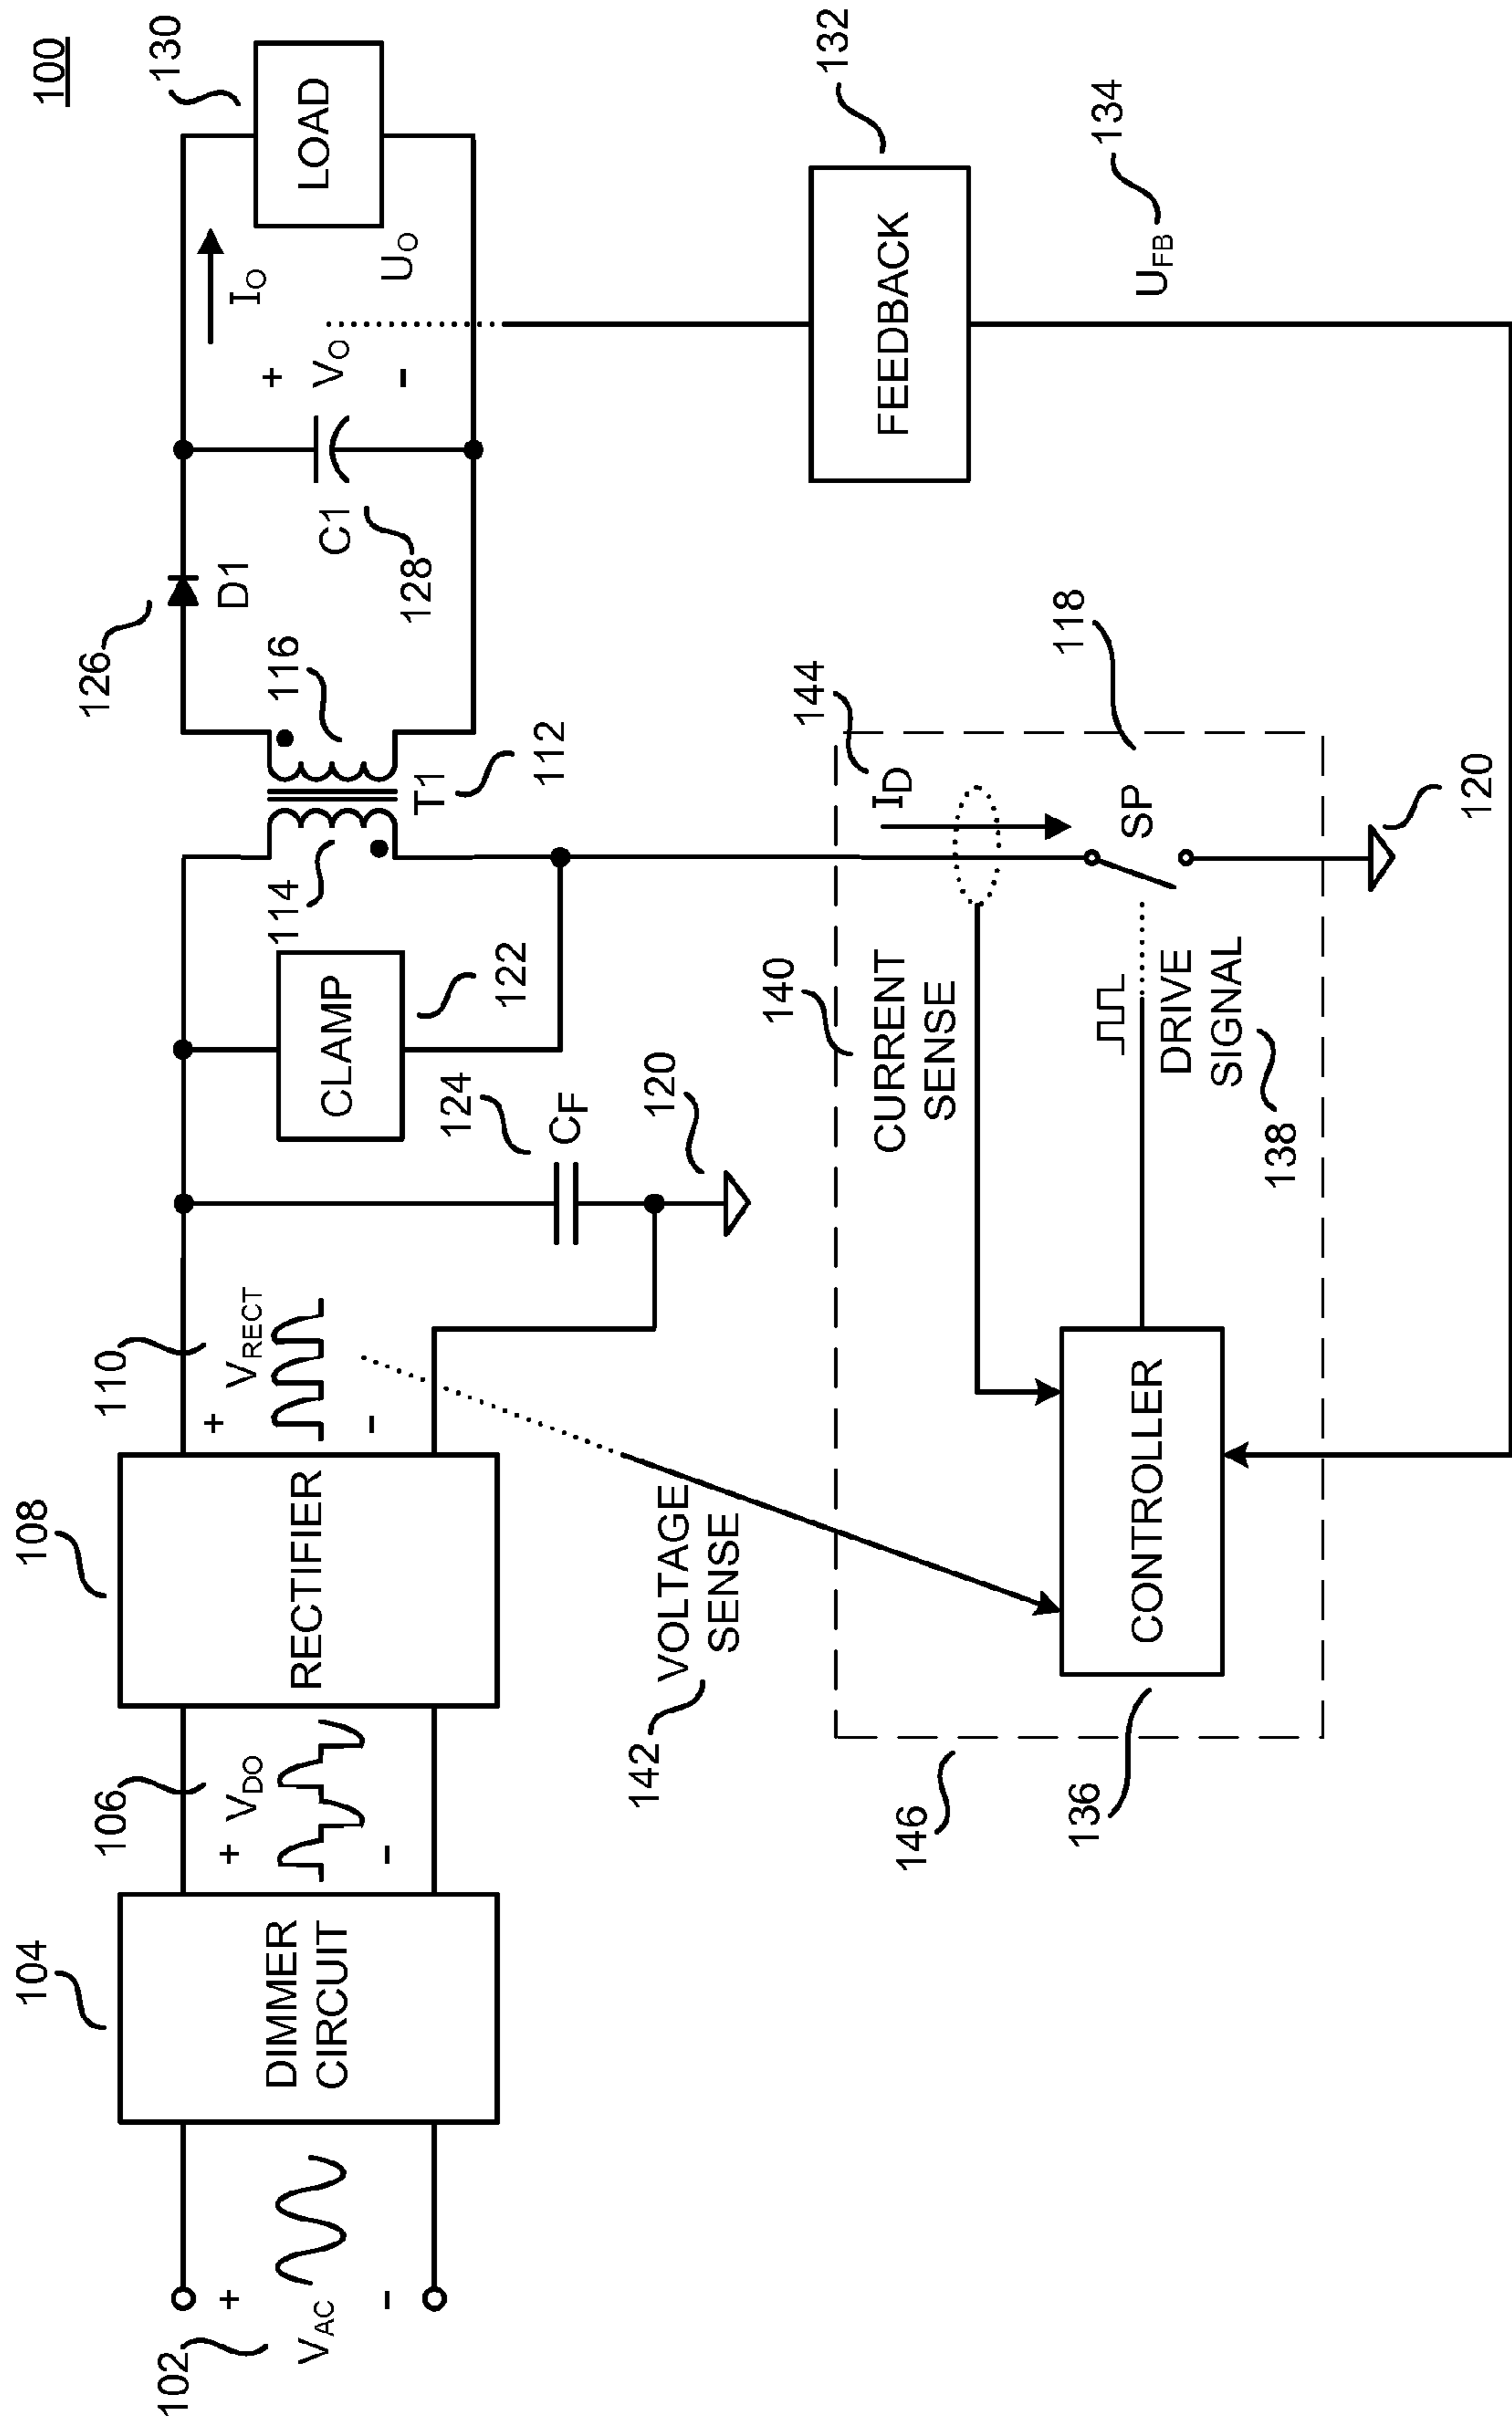 100
102
VAC
+
-
104
DIMMER
CIRCUIT
106
+
VDO
-
108
RECTIFIER
110
+
VRECT
-
124
CF
120
CLAMP
122
114
116
T1
112
126
D1
C1
128
+
VO
-
IO
UO
LOAD
130
FEEDBACK
132
UFB
134
142
VOLTAGE
SENSE
140
CURRENT
SENSE
144
ID
118
SP
120
DRIVE
SIGNAL
138
CONTROLLER
136
146